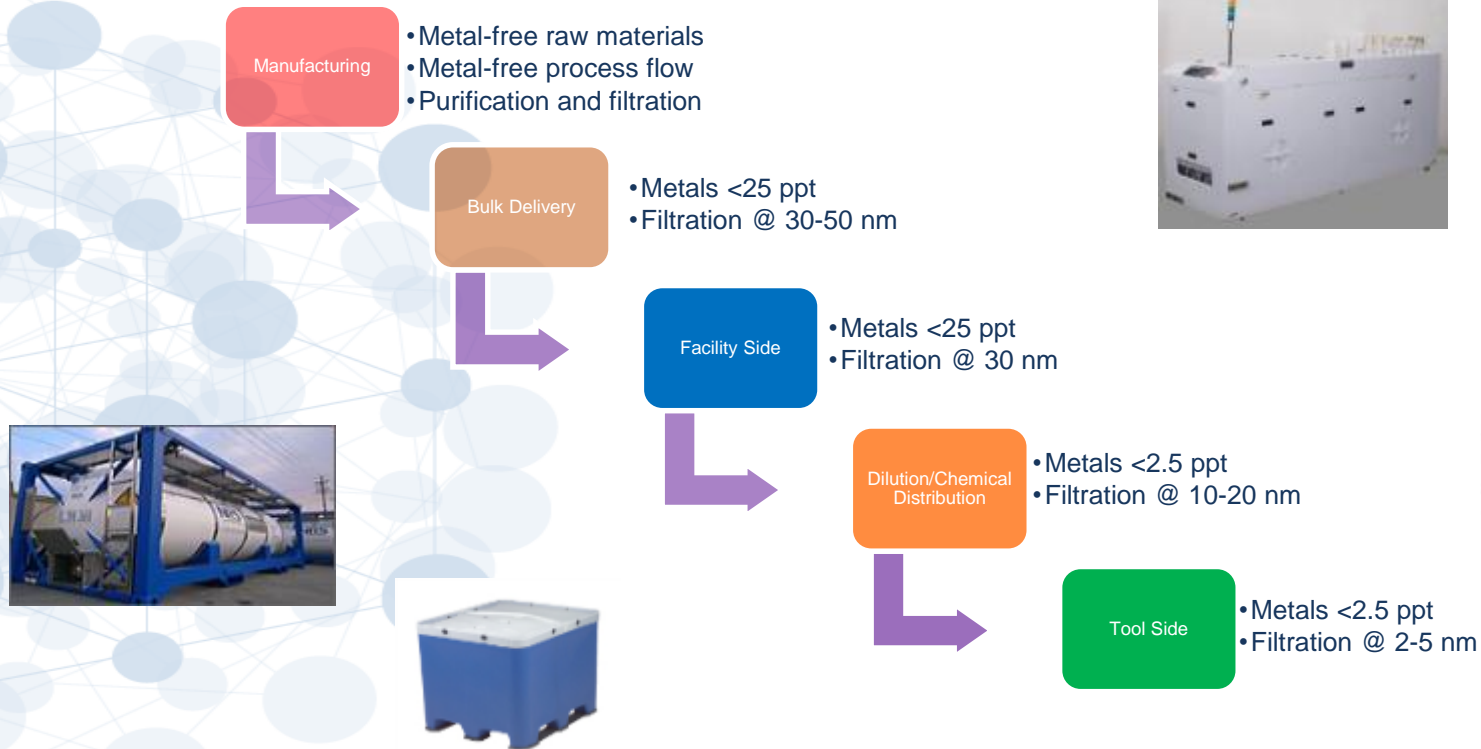 Manufacturing
•Metal-free raw materials
•Metal-free process flow
•Purification and filtration
Bulk Delivery
•Metals <25 ppt
•Filtration @ 30-50 nm
Facility Side
•Metals <25 ppt
•Filtration @ 30 nm
Dilution/Chemical
Distribution
•Metals <2.5 ppt
•Filtration @ 10-20 nm
Tool Side
•Metals <2.5 ppt
•Filtration @ 2-5 nm